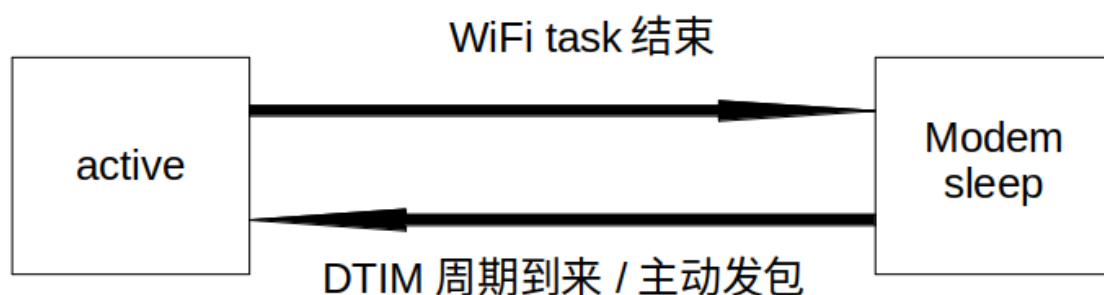 WiFi task 结束
active
Modem
sleep
DTIM 周期到来 / 主动发包